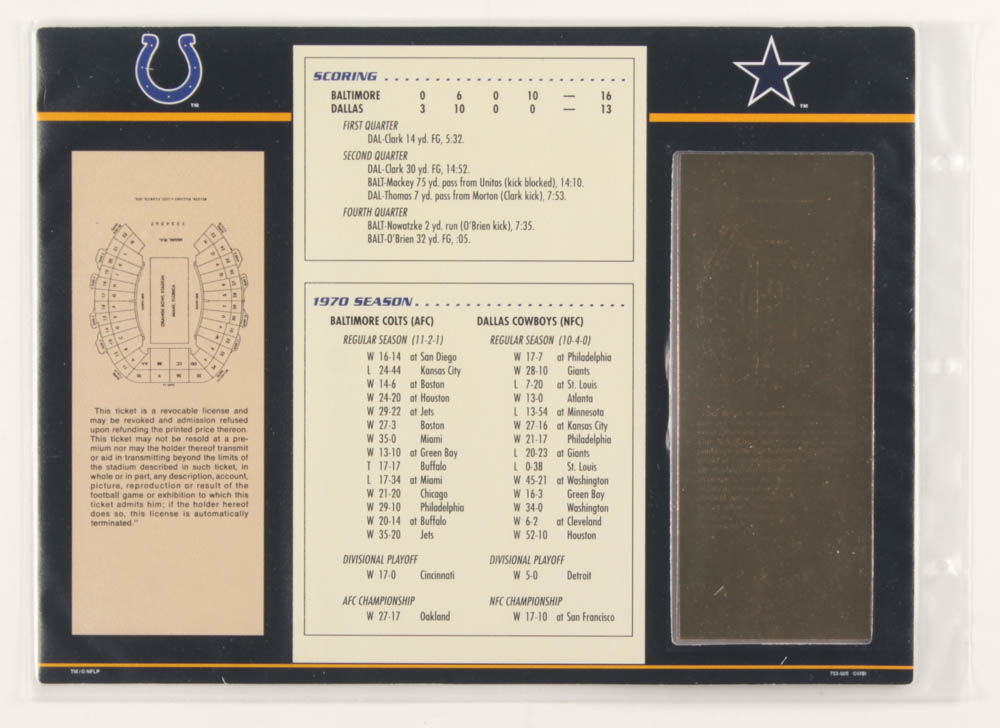 TM
TM
SCORING
BALTIMORE 0 6 0 10 — 16
DALLAS 3 10 0 0 — 13
FIRST QUARTER
DAL-Clark 14 yd. FG, 5:32.
SECOND QUARTER
DAL-Clark 30 yd. FG, 14:52.
BALT-Mackey 75 yd. pass from Unitas (kick blocked), 14:10.
DAL-Thomas 7 yd. pass from Morton (Clark kick), 7:53.
FOURTH QUARTER
BALT-Nowatzke 2 yd. run (O'Brien kick), 7:35.
BALT-O'Brien 32 yd. FG, :05.
1970 SEASON
BALTIMORE COLTS (AFC)
REGULAR SEASON (11-2-1)
W 16-14 at San Diego
L 24-44 Kansas City
W 14-6 at Boston
W 24-20 at Houston
W 29-22 at Jets
W 27-3 Boston
W 35-0 Miami
W 13-10 at Green Bay
T 17-17 Buffalo
L 17-34 at Miami
W 21-20 Chicago
W 29-10 Philadelphia
W 20-14 at Buffalo
W 35-20 Jets
DIVISIONAL PLAYOFF
W 17-0 Cincinnati
AFC CHAMPIONSHIP
W 27-17 Oakland
DALLAS COWBOYS (NFC)
REGULAR SEASON (10-4-0)
W 17-7 at Philadelphia
W 28-10 Giants
L 7-20 at St. Louis
W 13-0 Atlanta
L 13-54 at Minnesota
W 27-16 at Kansas City
W 21-17 Philadelphia
L 20-23 at Giants
L 0-38 St. Louis
W 45-21 at Washington
W 16-3 Green Bay
W 34-0 Washington
W 6-2 at Cleveland
W 52-10 Houston
DIVISIONAL PLAYOFF
W 5-0 Detroit
NFC CHAMPIONSHIP
W 17-10 at San Francisco
ORANGE BOWL STADIUM
MIAMI, FLORIDA
This ticket is a revocable license and
may be revoked and admission refused
upon refunding the printed price thereon.
This ticket may not be resold at a pre-
mium nor may the holder thereof transmit
or aid in transmitting beyond the limits of
the stadium described in such ticket, in
whole or in part, any description, account,
picture, reproduction or result of the
football game or exhibition to which this
ticket admits him; if the holder hereof
does so, this license is automatically
terminated."
TM/© NFLP